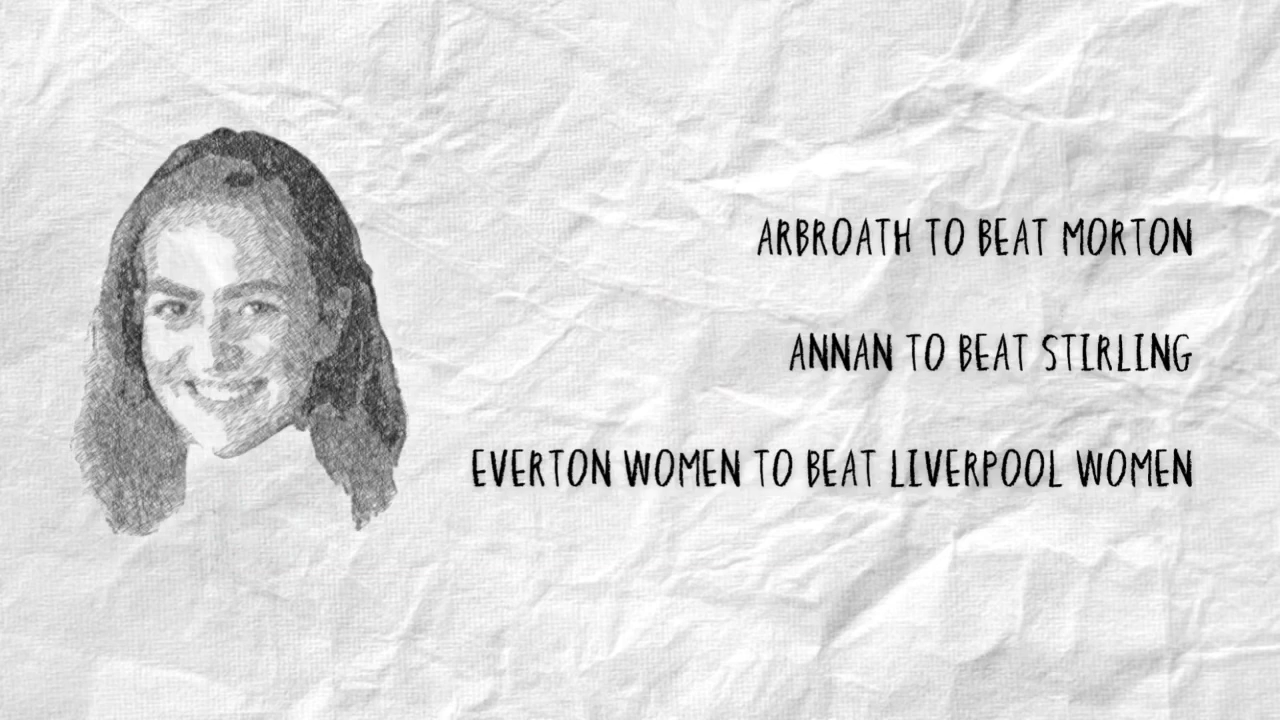 ARBROATH TO BEAT MORTON
ANNAN TO BEAT STIRLING
EVERTON WOMEN TO BEAT LIVERPOOL WOMEN